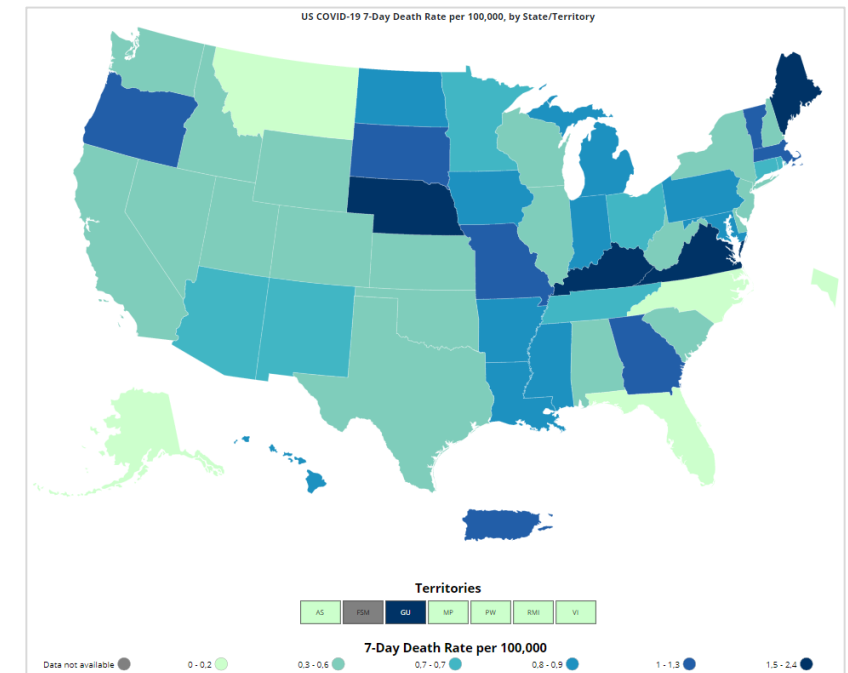 US COVID-19 7-Day Death Rate per 100,000, by State/Territory
Territories
AS FSM GU MP PW RMI VI
7-Day Death Rate per 100,000
Data not available 0 - 0,2 0,3 - 0,6 0,7 - 0,7 0,8 - 0,9 1 - 1,3 1,5 - 2,4